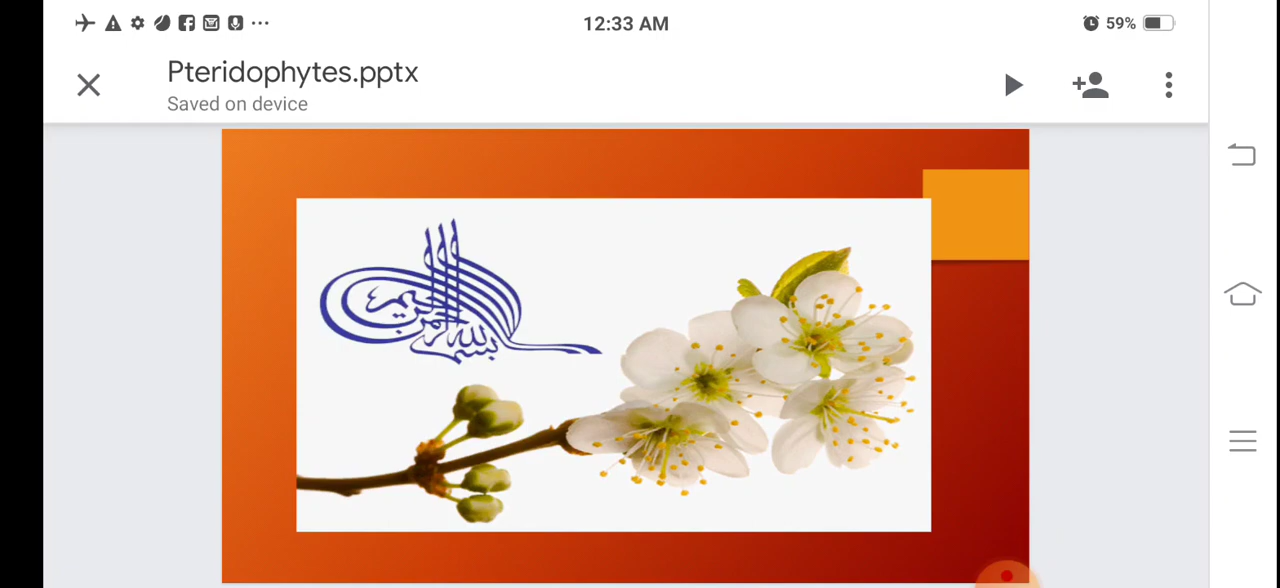 12:33 AM
59%
Pteridophytes.pptx
Saved on device
بسم الله الرحمن الرحيم